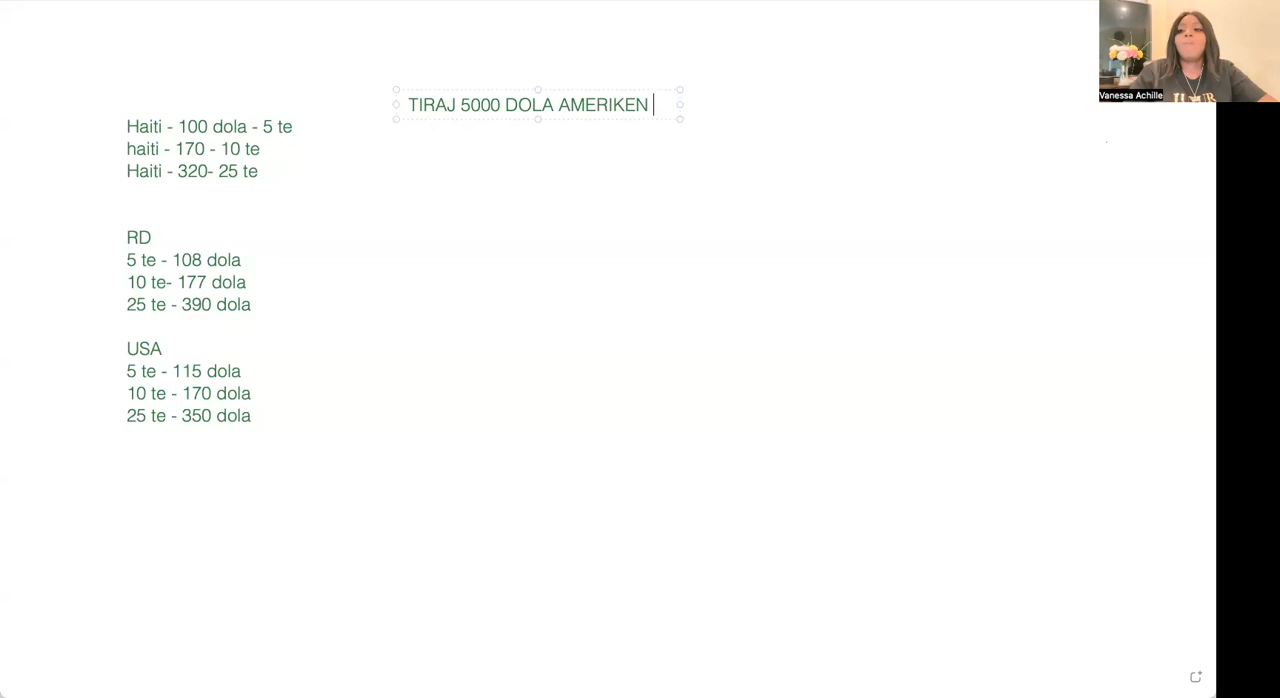 TIRAJ 5000 DOLA AMERIKEN
Haiti - 100 dola - 5 te
haiti - 170 - 10 te
Haiti - 320- 25 te
RD
5 te - 108 dola
10 te- 177 dola
25 te - 390 dola
USA
5 te - 115 dola
10 te - 170 dola
25 te - 350 dola
Vanessa Achille